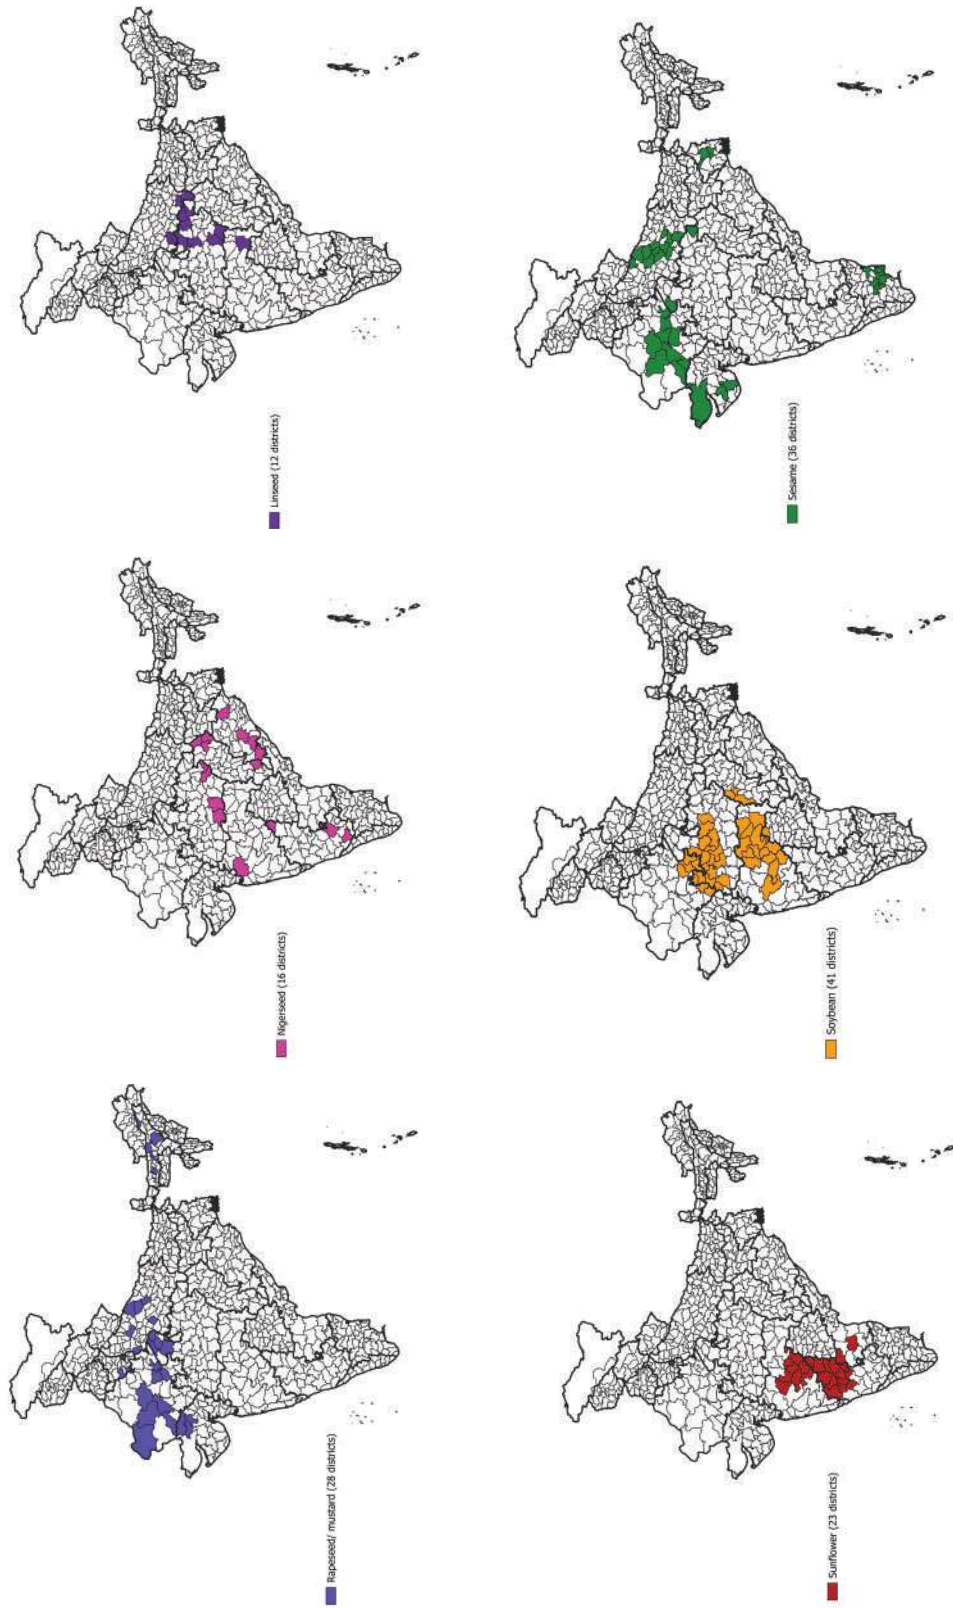 Rapeseed/ mustard (28 districts)
Nigerseed (16 districts)
Linseed (12 districts)
Sunflower (23 districts)
Soybean (41 districts)
Sesame (36 districts)